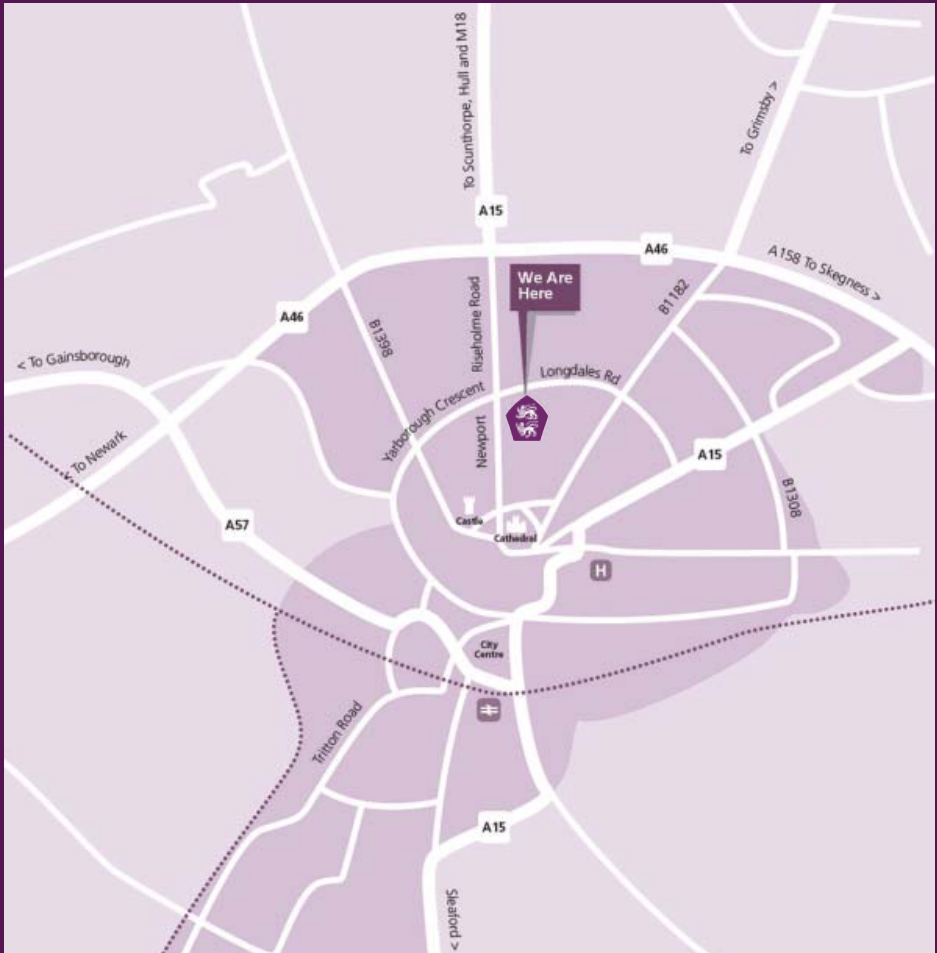 To Scunthorpe, Hull and M18
To Grimsby >
A15
A46
A158 To Skegness >
We Are
Here
B1182
A46
Riseholme Road
B1398
< To Gainsborough
Longdales Rd
Yarborough Crescent
Newport
< To Newark
A15
B1308
Castle
A57
Cathedral
H
City
Centre
Tritton Road
A15
Sleaford >